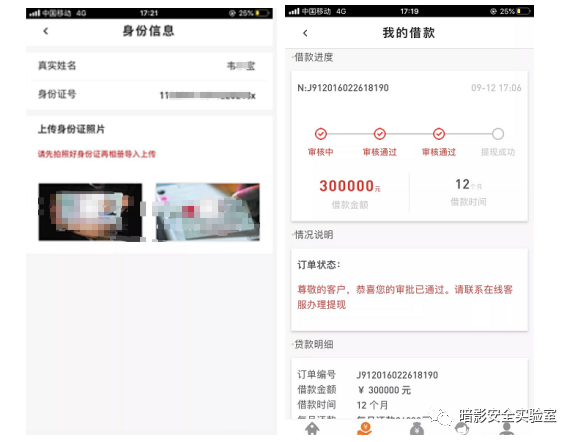 中国移动 4G 17:21 25%
身份信息
真实姓名 韦 宝
身份证号 11 x
上传身份证照片
请先拍照好身份证再相册导入上传
中国移动 4G 17:19 25%
我的借款
·借款进度
N:J912016022618190 09-12 17:06
审核中 审核通过 审核通过 提现成功
300000元 12个月
借款金额 借款时间
·情况说明
订单状态:
尊敬的客户，恭喜您的审批已通过。请联系在线客
服办理提现
·贷款明细
订单编号 J912016022618190
借款金额 ¥ 300000 元
借款时间 12 个月
暗影安全实验室